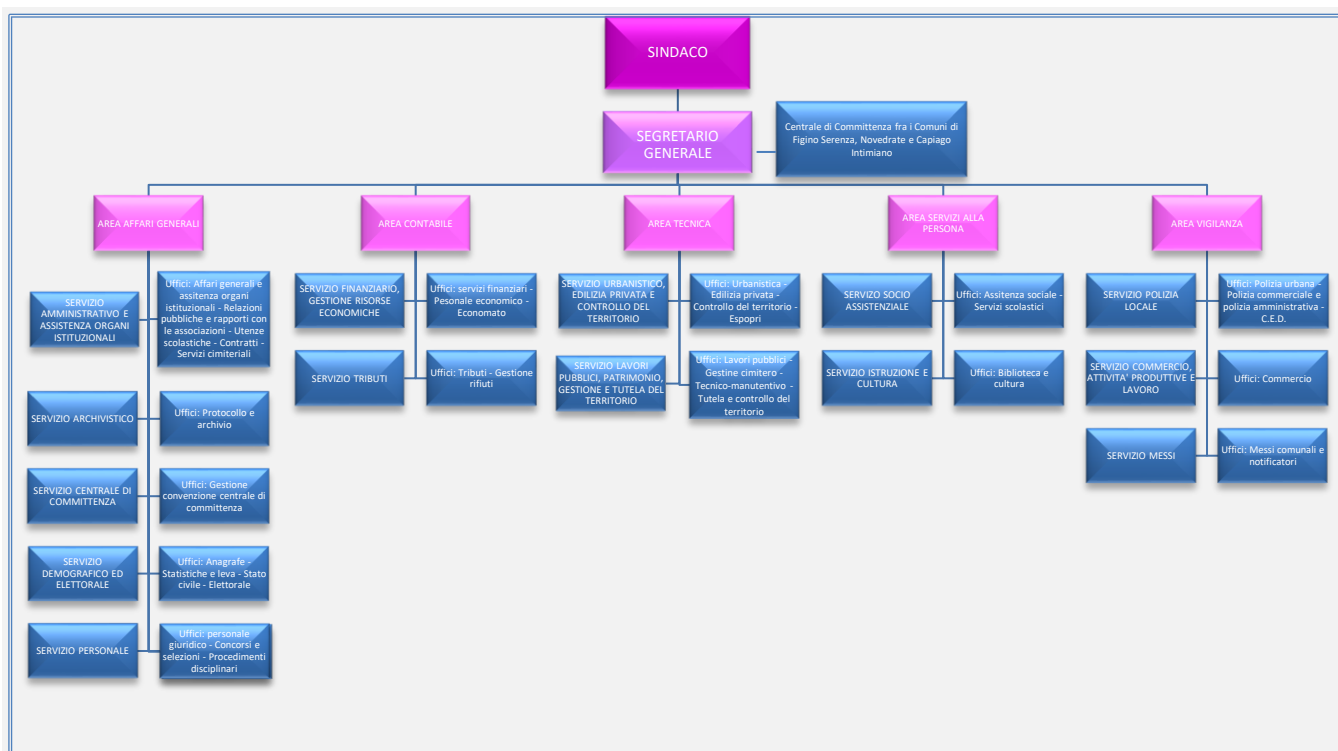 SINDACO
SEGRETARIO
GENERALE
Centrale di Committenza fra i Comuni di
Figino Serenza, Novedrate e Capiago
Intimiano
AREA AFFARI GENERALI
SERVIZIO
AMMINISTRATIVO E
ASSISTENZA ORGANI
ISTITUZIONALI
Uffici: Affari generali e
assitenza organi
istituzionali - Relazioni
pubbliche e rapporti con
le associazioni - Utenze
scolastiche - Contratti -
Servizi cimiteriali
SERVIZIO ARCHIVISTICO
Uffici: Protocollo e
archivio
SERVIZIO CENTRALE DI
COMMITTENZA
Uffici: Gestione
convenzione centrale di
committenza
SERVIZIO
DEMOGRAFICO ED
ELETTORALE
Uffici: Anagrafe -
Statistiche e leva - Stato
civile - Elettorale
SERVIZIO PERSONALE
Uffici: personale
giuridico - Concorsi e
selezioni - Procedimenti
disciplinari
AREA CONTABILE
SERVIZIO FINANZIARIO,
GESTIONE RISORSE
ECONOMICHE
Uffici: servizi finanziari -
Pesonale economico -
Economato
SERVIZIO TRIBUTI
Uffici: Tributi - Gestione
rifiuti
AREA TECNICA
SERVIZIO URBANISTICO,
EDILIZIA PRIVATA E
CONTROLLO DEL
TERRITORIO
Uffici: Urbanistica -
Edilizia privata -
Controllo del territorio -
Espopri
SERVIZIO LAVORI
PUBBLICI, PATRIMONIO,
GESTIONE E TUTELA DEL
TERRITORIO
Uffici: Lavori pubblici -
Gestine cimitero -
Tecnico-manutentivo -
Tutela e controllo del
territorio
AREA SERVIZI ALLA
PERSONA
SERVIZO SOCIO
ASSISTENZIALE
Uffici: Assitenza sociale -
Servizi scolastici
SERVIZIO ISTRUZIONE E
CULTURA
Uffici: Biblioteca e
cultura
AREA VIGILANZA
SERVIZIO POLIZIA
LOCALE
Uffici: Polizia urbana -
Polizia commerciale e
polizia amministrativa -
C.E.D.
SERVIZIO COMMERCIO,
ATTIVITA' PRODUTTIVE E
LAVORO
Uffici: Commercio
SERVIZIO MESSI
Uffici: Messi comunali e
notificatori